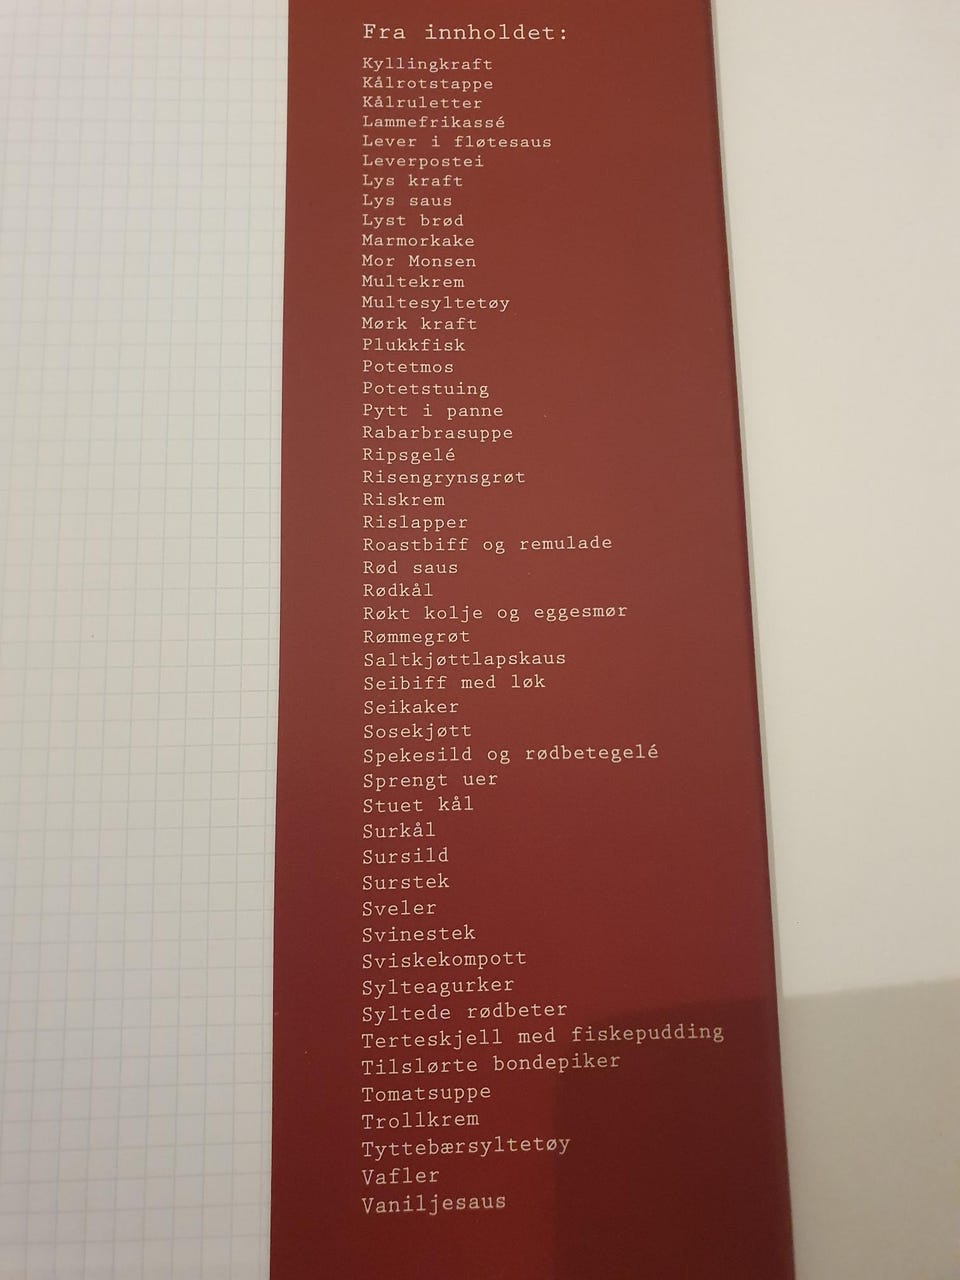 Fra innholdet:
Kyllingkraft
Kålrotstappe
Kålruletter
Lammefrikassé
Lever i fløtesaus
Leverpostei
Lys kraft
Lys saus
Lyst brød
Marmorkake
Mor Monsen
Multekrem
Multesyltetøy
Mørk kraft
Plukkfisk
Potetmos
Potetstuing
Pytt i panne
Rabarbrasuppe
Ripsgelé
Risengrynsgrøt
Riskrem
Rislapper
Roastbiff og remulade
Rød saus
Rødkål
Røkt kolje og eggesmør
Rømmegrøt
Saltkjøttlapskaus
Seibiff med løk
Seikaker
Sosekjøtt
Spekesild og rødbetegelé
Sprengt uer
Stuet kål
Surkål
Sursild
Surstek
Sveler
Svinestek
Sviskekompott
Sylteagurker
Syltede rødbeter
Terteskjell med fiskepudding
Tilslørte bondepiker
Tomatsuppe
Trollkrem
Tyttebærsyltetøy
Vafler
Vaniljesaus